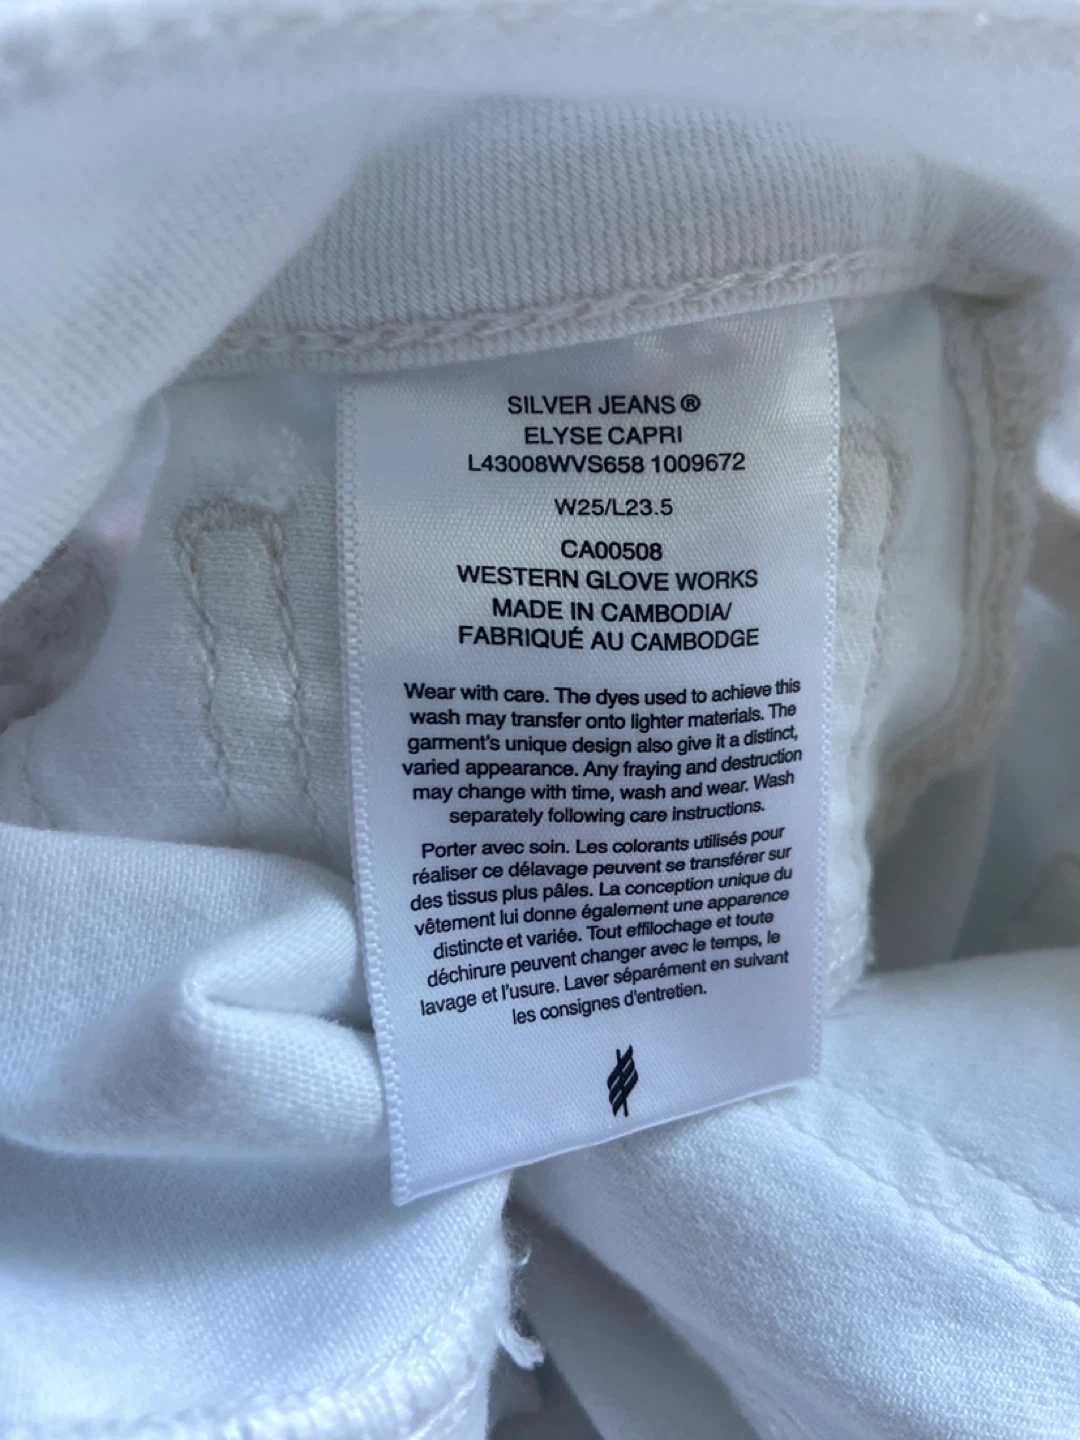 SILVER JEANS®
ELYSE CAPRI
L43008WVS658 1009672
W25/L23.5
CA00508
WESTERN GLOVE WORKS
MADE IN CAMBODIA/
FABRIQUÉ AU CAMBODGE
Wear with care. The dyes used to achieve this
wash may transfer onto lighter materials. The
garment's unique design also give it a distinct,
varied appearance. Any fraying and destruction
may change with time, wash and wear. Wash
separately following care instructions.
Porter avec soin. Les colorants utilisés pour
réaliser ce délavage peuvent se transférer sur
des tissus plus pâles. La conception unique du
vêtement lui donne également une apparence
distincte et variée. Tout effilochage et toute
déchirure peuvent changer avec le temps, le
lavage et l'usure. Laver séparément en suivant
les consignes d'entretien.